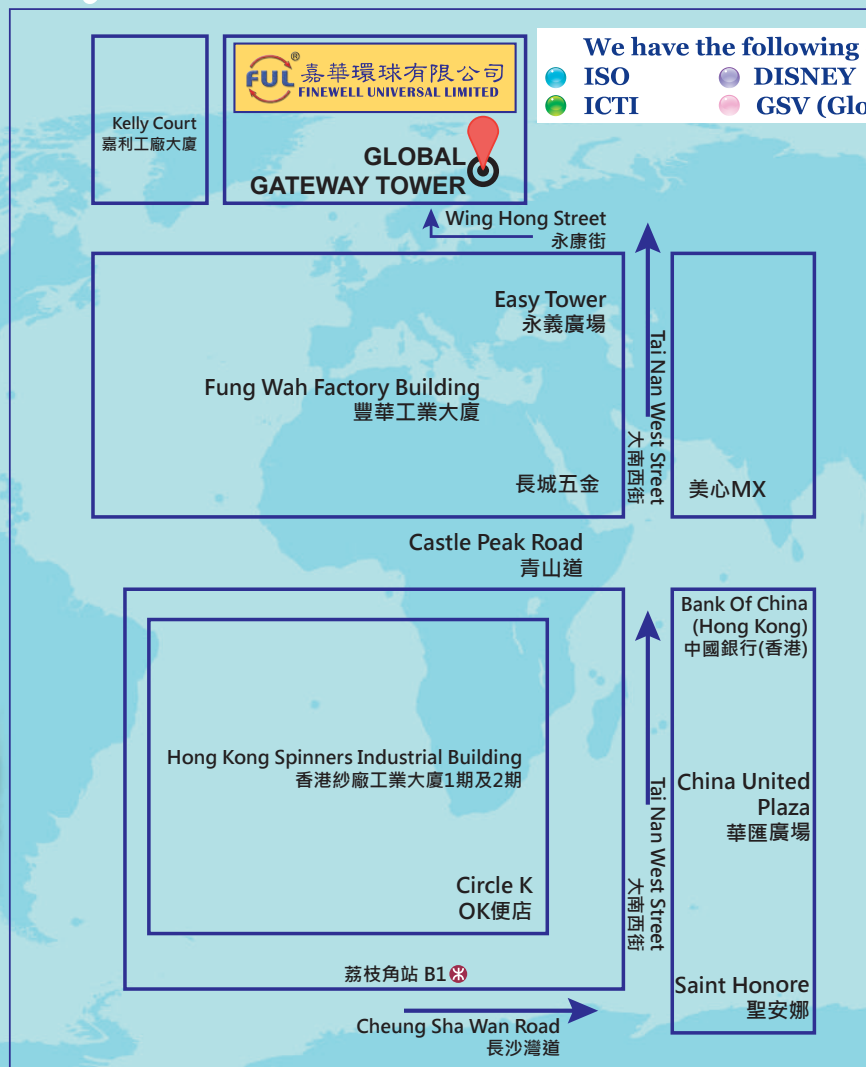 FUL® 嘉華環球有限公司
FINEWELL UNIVERSAL LIMITED
We have the following
ISO
DISNEY
ICTI
GSV (Glo
Kelly Court
嘉利工廠大廈
GLOBAL
GATEWAY TOWER
Wing Hong Street
永康街
Easy Tower
永義廣場
Fung Wah Factory Building
豐華工業大廈
長城五金
Tai Nan West Street
大南西街
美心MX
Castle Peak Road
青山道
Bank Of China
(Hong Kong)
中國銀行(香港)
Hong Kong Spinners Industrial Building
香港紗廠工業大廈1期及2期
China United
Plaza
華匯廣場
Tai Nan West Street
大南西街
Circle K
OK便店
荔枝角站 B1
Saint Honore
聖安娜
Cheung Sha Wan Road
長沙灣道